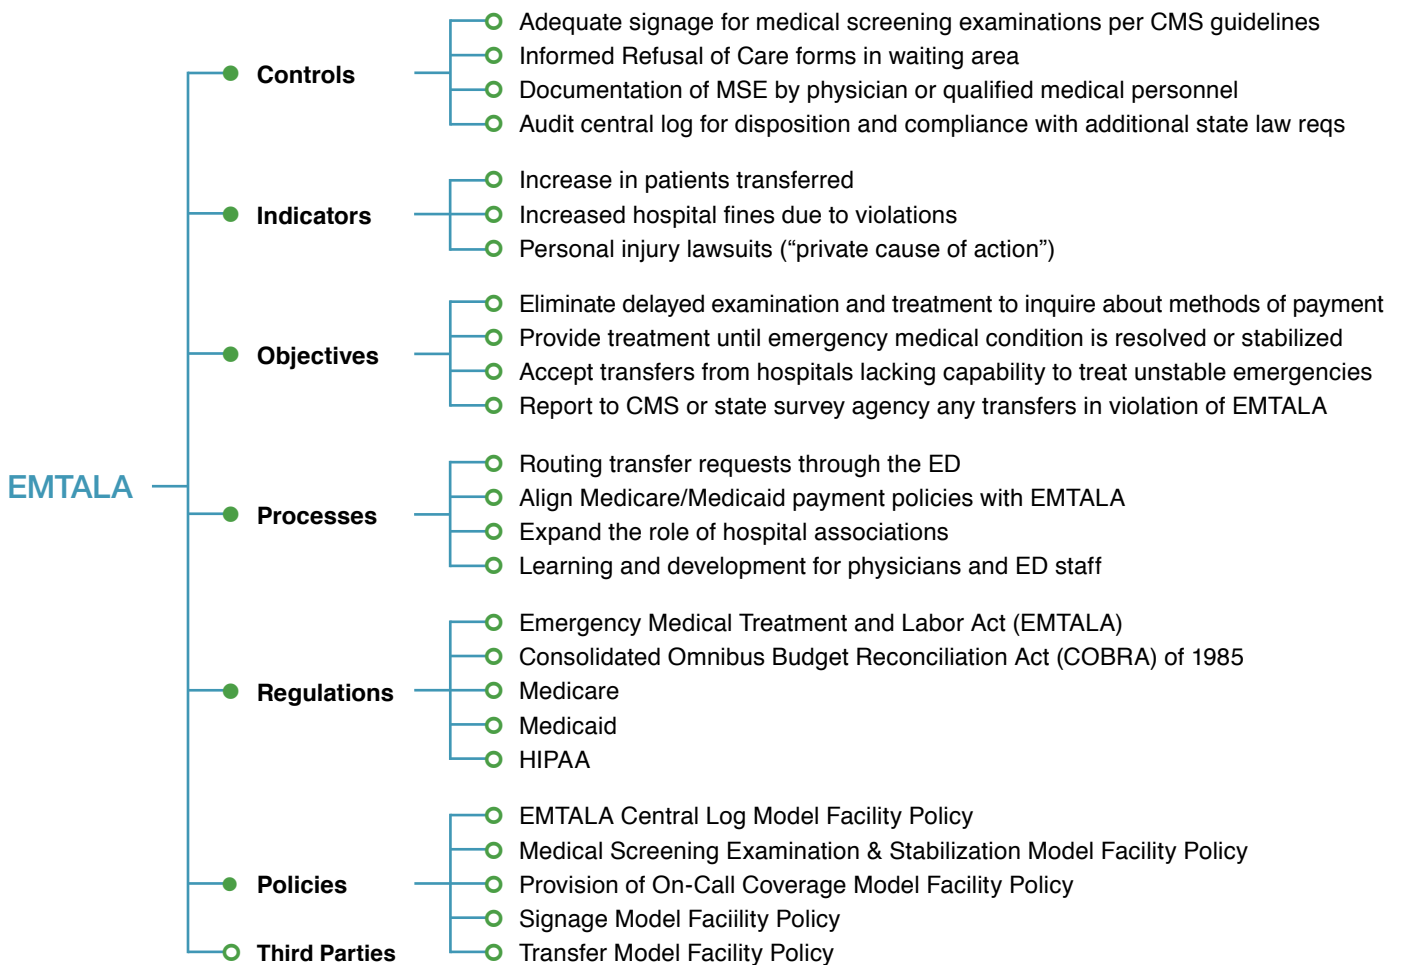 EMTALA
Controls
Adequate signage for medical screening examinations per CMS guidelines
Informed Refusal of Care forms in waiting area
Documentation of MSE by physician or qualified medical personnel
Audit central log for disposition and compliance with additional state law reqs
Indicators
Increase in patients transferred
Increased hospital fines due to violations
Personal injury lawsuits (“private cause of action”)
Objectives
Eliminate delayed examination and treatment to inquire about methods of payment
Provide treatment until emergency medical condition is resolved or stabilized
Accept transfers from hospitals lacking capability to treat unstable emergencies
Report to CMS or state survey agency any transfers in violation of EMTALA
Processes
Routing transfer requests through the ED
Align Medicare/Medicaid payment policies with EMTALA
Expand the role of hospital associations
Learning and development for physicians and ED staff
Regulations
Emergency Medical Treatment and Labor Act (EMTALA)
Consolidated Omnibus Budget Reconciliation Act (COBRA) of 1985
Medicare
Medicaid
HIPAA
Policies
EMTALA Central Log Model Facility Policy
Medical Screening Examination & Stabilization Model Facility Policy
Provision of On-Call Coverage Model Facility Policy
Signage Model Faciility Policy
Transfer Model Facility Policy
Third Parties